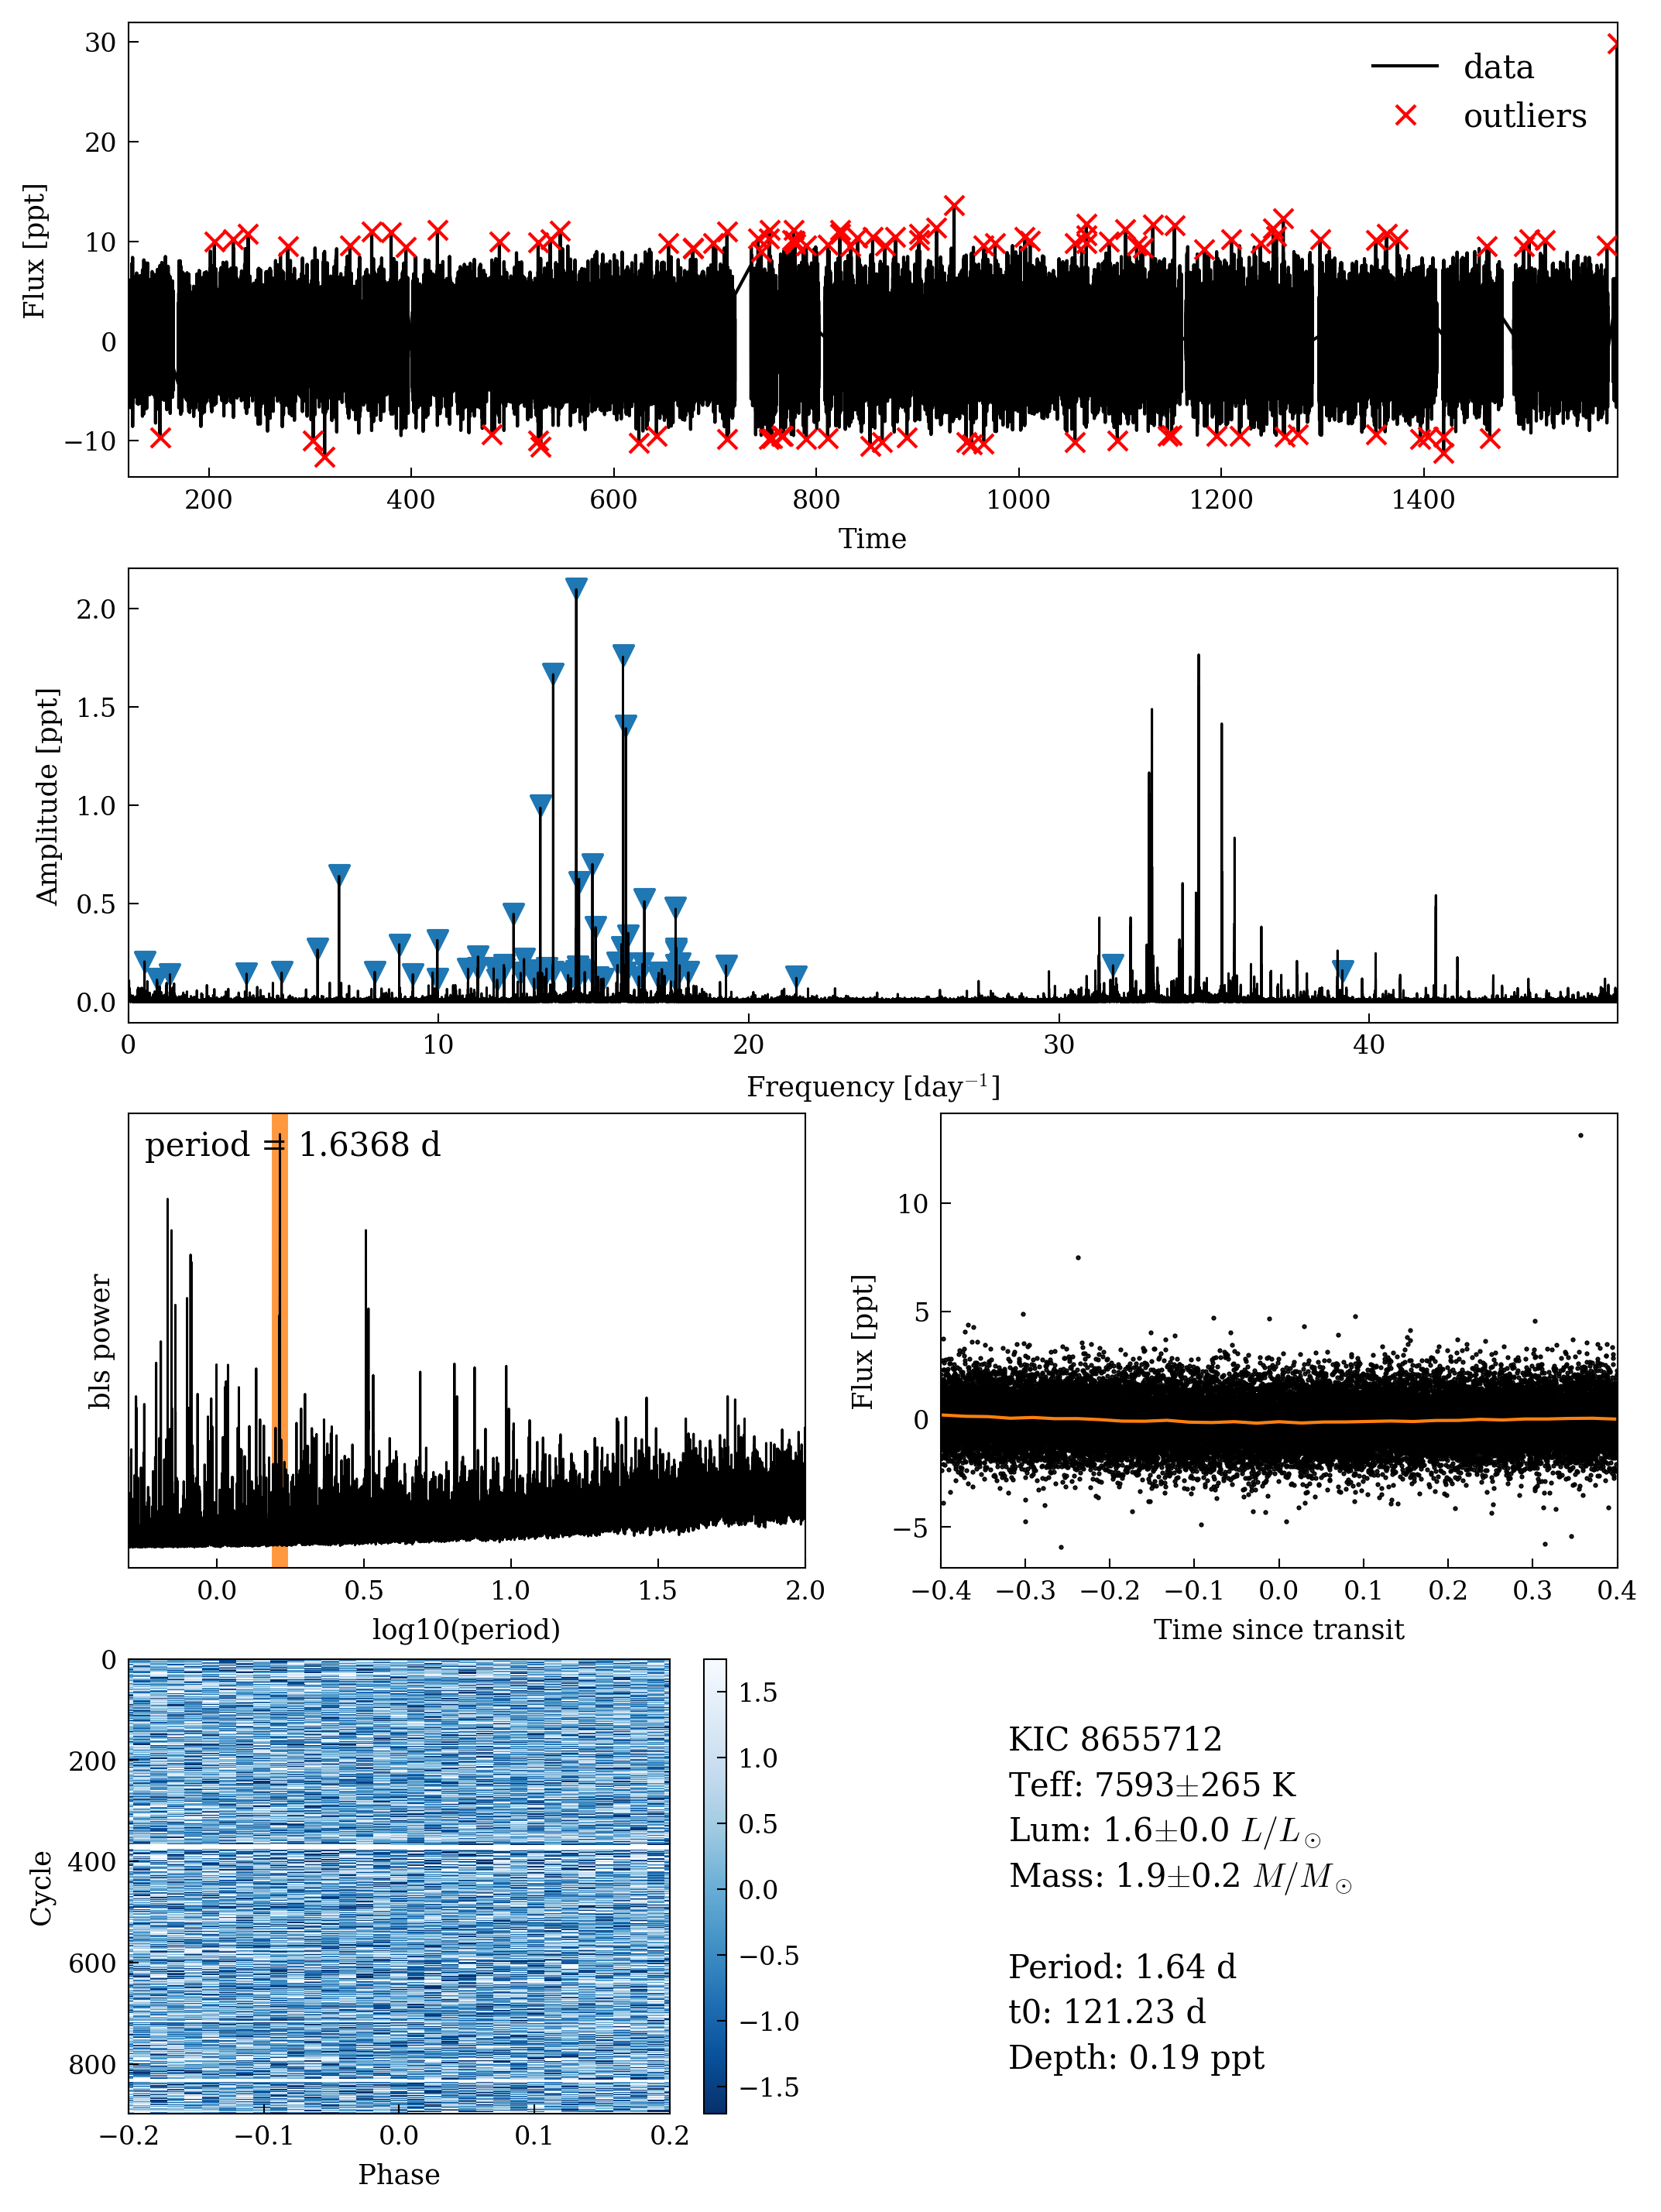 30
20
10
0
−10
Flux [ppt]
data
outliers
200 400 600 800 1000 1200 1400
Time
2.0
1.5
1.0
0.5
0.0
Amplitude [ppt]
0 10 20 30 40
Frequency [day⁻¹]
period = 1.6368 d
bls power
0.0 0.5 1.0 1.5 2.0
log10(period)
10
5
0
−5
Flux [ppt]
−0.4 −0.3 −0.2 −0.1 0.0 0.1 0.2 0.3 0.4
Time since transit
0
200
400
600
800
Cycle
−0.2 −0.1 0.0 0.1 0.2
Phase
1.5
1.0
0.5
0.0
−0.5
−1.0
−1.5
KIC 8655712
Teff: 7593±265 K
Lum: 1.6±0.0 L/L☉
Mass: 1.9±0.2 M/M☉
Period: 1.64 d
t0: 121.23 d
Depth: 0.19 ppt